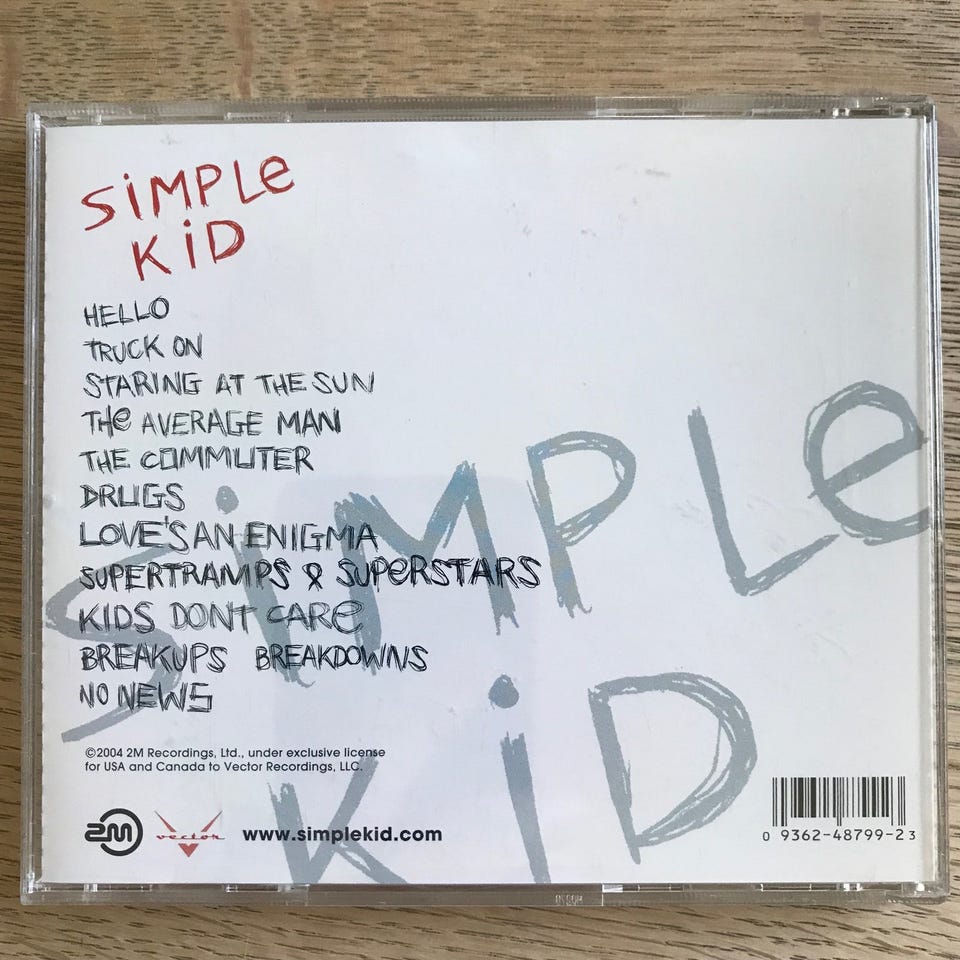 SiMPLe
KiD
HELLO
TRUCK ON
STARING AT THE SUN
THe AVERAGE MAN
THE COMMUTER
DRUGS
LOVE'S AN ENIGMA
SUPERTRAMPS & SUPeRSTARS
KIDS DONT CARe
BREAKUPS BREAKDOWNS
NO NEWS
SiMPLe
KiD
©2004 2M Recordings, Ltd., under exclusive license
for USA and Canada to Vector Recordings, LLC.
2M vector www.simplekid.com
0 9362-48799-2 3